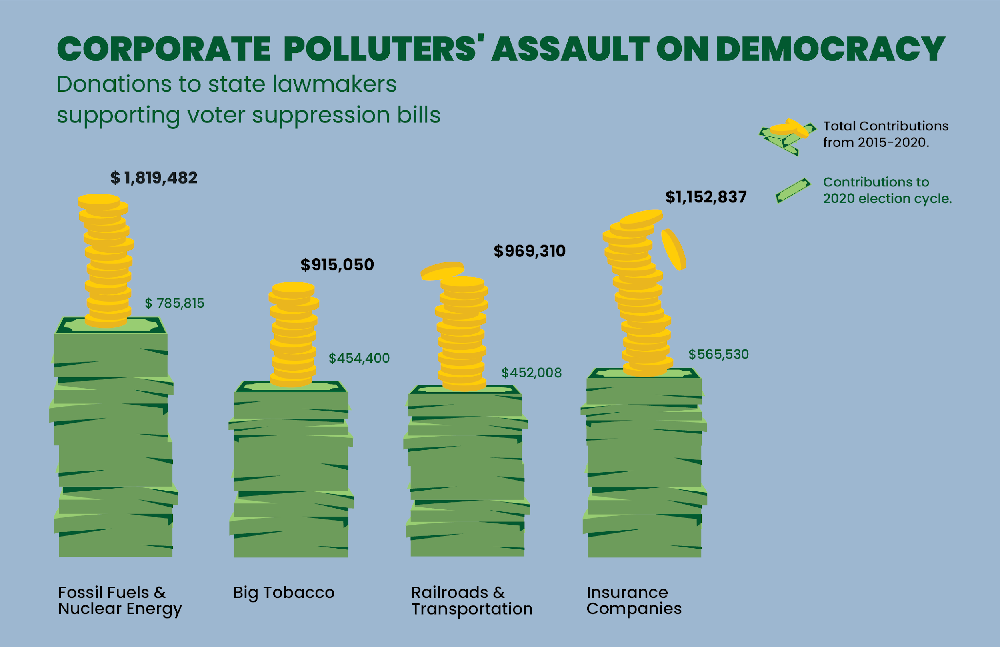 CORPORATE POLLUTERS' ASSAULT ON DEMOCRACY
Donations to state lawmakers
supporting voter suppression bills
Total Contributions
from 2015-2020.
Contributions to
2020 election cycle.
$ 1,819,482
$ 785,815
$915,050
$454,400
$969,310
$452,008
$1,152,837
$565,530
Fossil Fuels &
Nuclear Energy
Big Tobacco
Railroads &
Transportation
Insurance
Companies